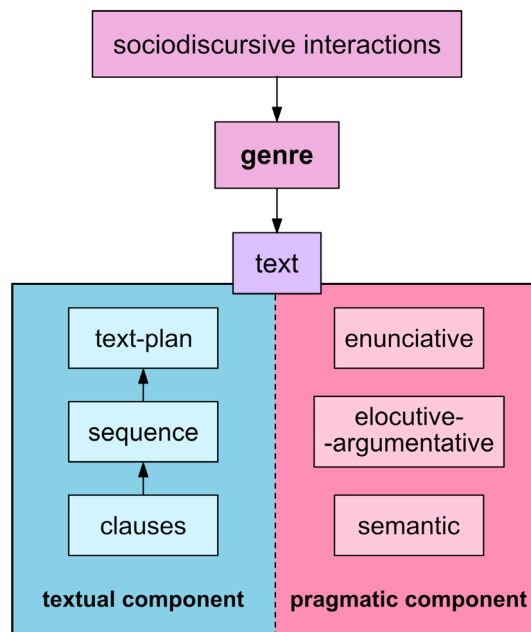 sociodiscursive interactions
genre
text
text-plan
sequence
clauses
textual component
enunciative
elocutive-
-argumentative
semantic
pragmatic component